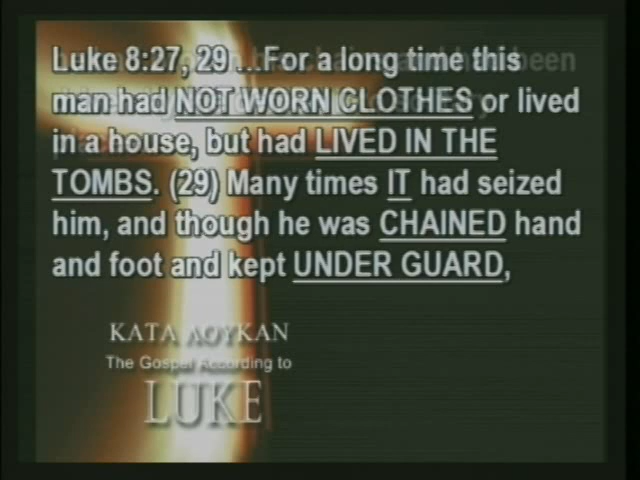 Luke 8:27, 29 ...For a long time this
man had NOT WORN CLOTHES or lived
in a house, but had LIVED IN THE
TOMBS. (29) Many times IT had seized
him, and though he was CHAINED hand
and foot and kept UNDER GUARD,
ΚΑΤΑ ΛΟΥΚΑΝ
The Gospel According to
LUKE